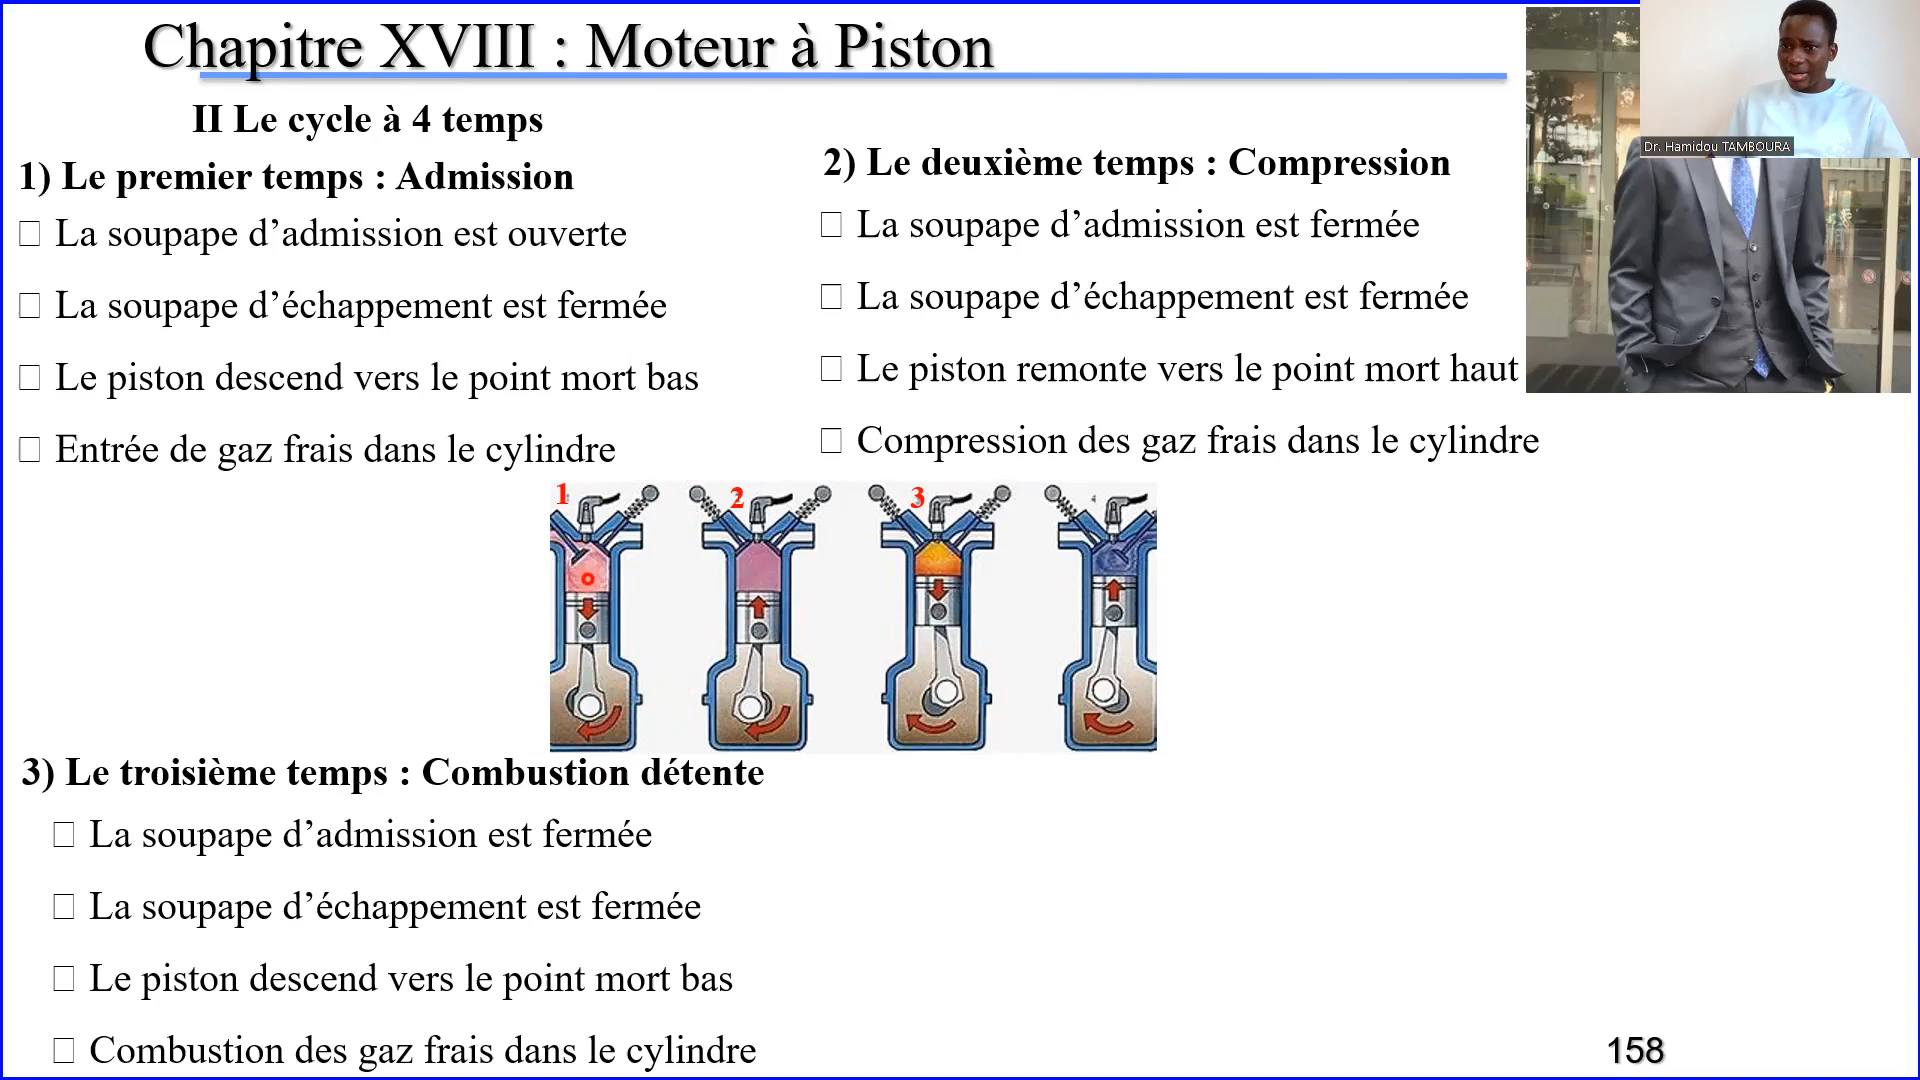 Chapitre XVIII : Moteur à Piston
II Le cycle à 4 temps
1) Le premier temps : Admission
La soupape d’admission est ouverte
La soupape d’échappement est fermée
Le piston descend vers le point mort bas
Entrée de gaz frais dans le cylindre
2) Le deuxième temps : Compression
La soupape d’admission est fermée
La soupape d’échappement est fermée
Le piston remonte vers le point mort haut
Compression des gaz frais dans le cylindre
Dr. Hamidou TAMBOURA
1 2 3 4
3) Le troisième temps : Combustion détente
La soupape d’admission est fermée
La soupape d’échappement est fermée
Le piston descend vers le point mort bas
Combustion des gaz frais dans le cylindre
158